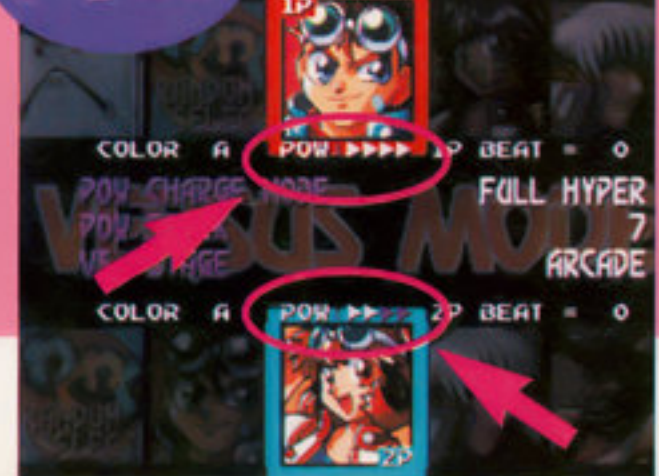 1P
COLOR A POW ▶▶▶▶ 1P BEAT = 0
POW CHARGE MODE FULL HYPER
POW 7
VS STAGE ARCADE
VERSUS MODE
COLOR A POW ▶▶▶▶ 2P BEAT = 0
2P